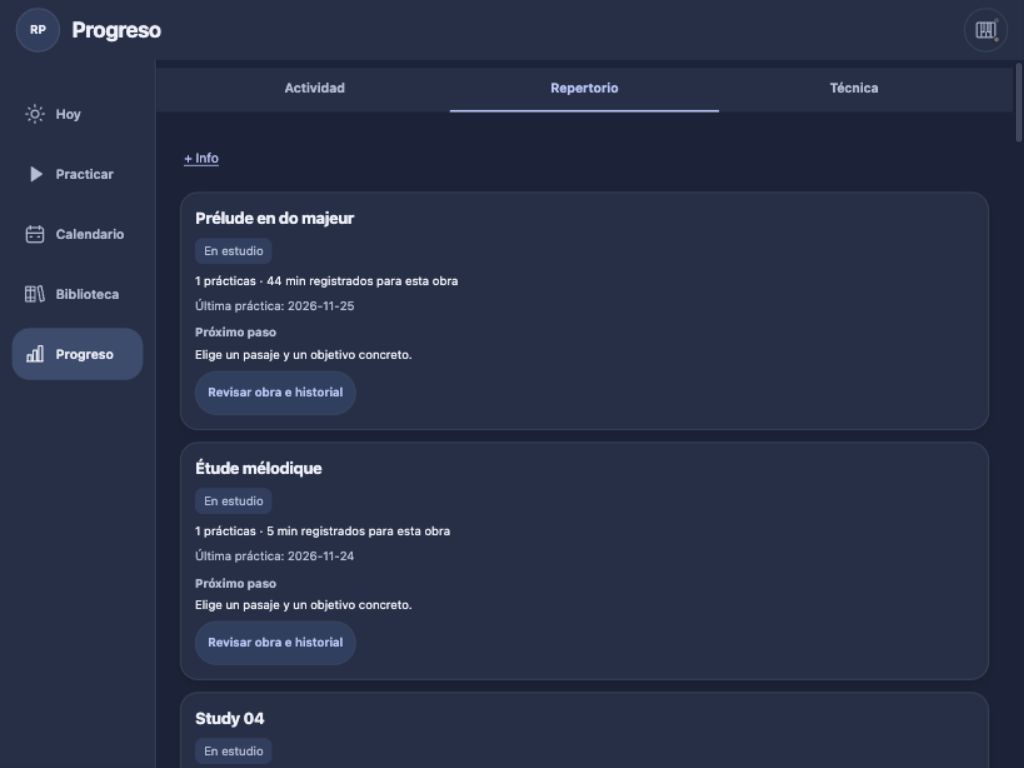 RP
Progreso
Hoy
Practicar
Calendario
Biblioteca
Progreso
Actividad
Repertorio
Técnica
+ Info
Prélude en do majeur
En estudio
1 prácticas · 44 min registrados para esta obra
Última práctica: 2026-11-25
Próximo paso
Elige un pasaje y un objetivo concreto.
Revisar obra e historial
Étude mélodique
En estudio
1 prácticas · 5 min registrados para esta obra
Última práctica: 2026-11-24
Próximo paso
Elige un pasaje y un objetivo concreto.
Revisar obra e historial
Study 04
En estudio